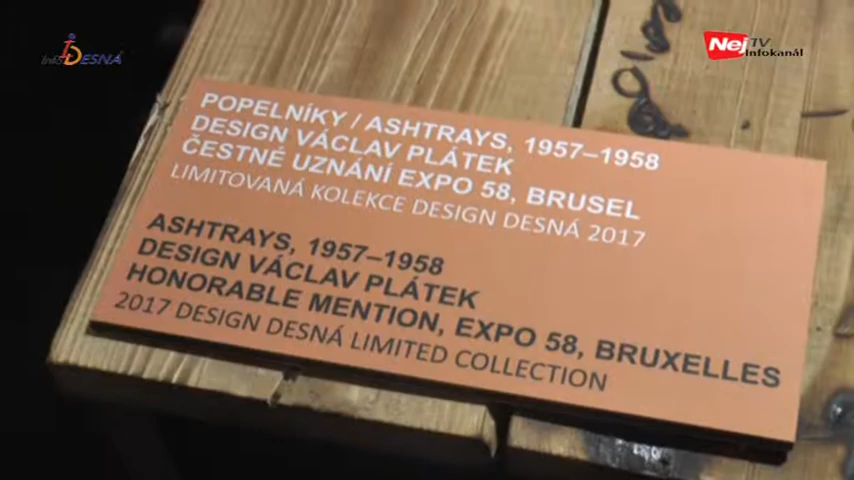 Info DESNÁ
Nej TV
Infokanál
POPELNÍKY / ASHTRAYS, 1957–1958
DESIGN VÁCLAV PLÁTEK
ČESTNÉ UZNÁNÍ EXPO 58, BRUSEL
LIMITOVANÁ KOLEKCE DESIGN DESNÁ 2017
ASHTRAYS, 1957–1958
DESIGN VÁCLAV PLÁTEK
HONORABLE MENTION, EXPO 58, BRUXELLES
2017 DESIGN DESNÁ LIMITED COLLECTION